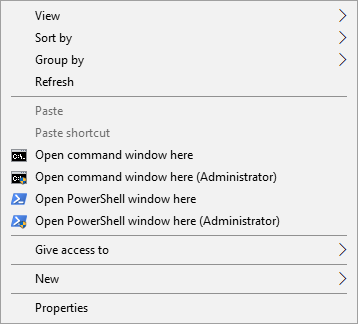 View
Sort by
Group by
Refresh
Paste
Paste shortcut
Open command window here
Open command window here (Administrator)
Open PowerShell window here
Open PowerShell window here (Administrator)
Give access to
New
Properties